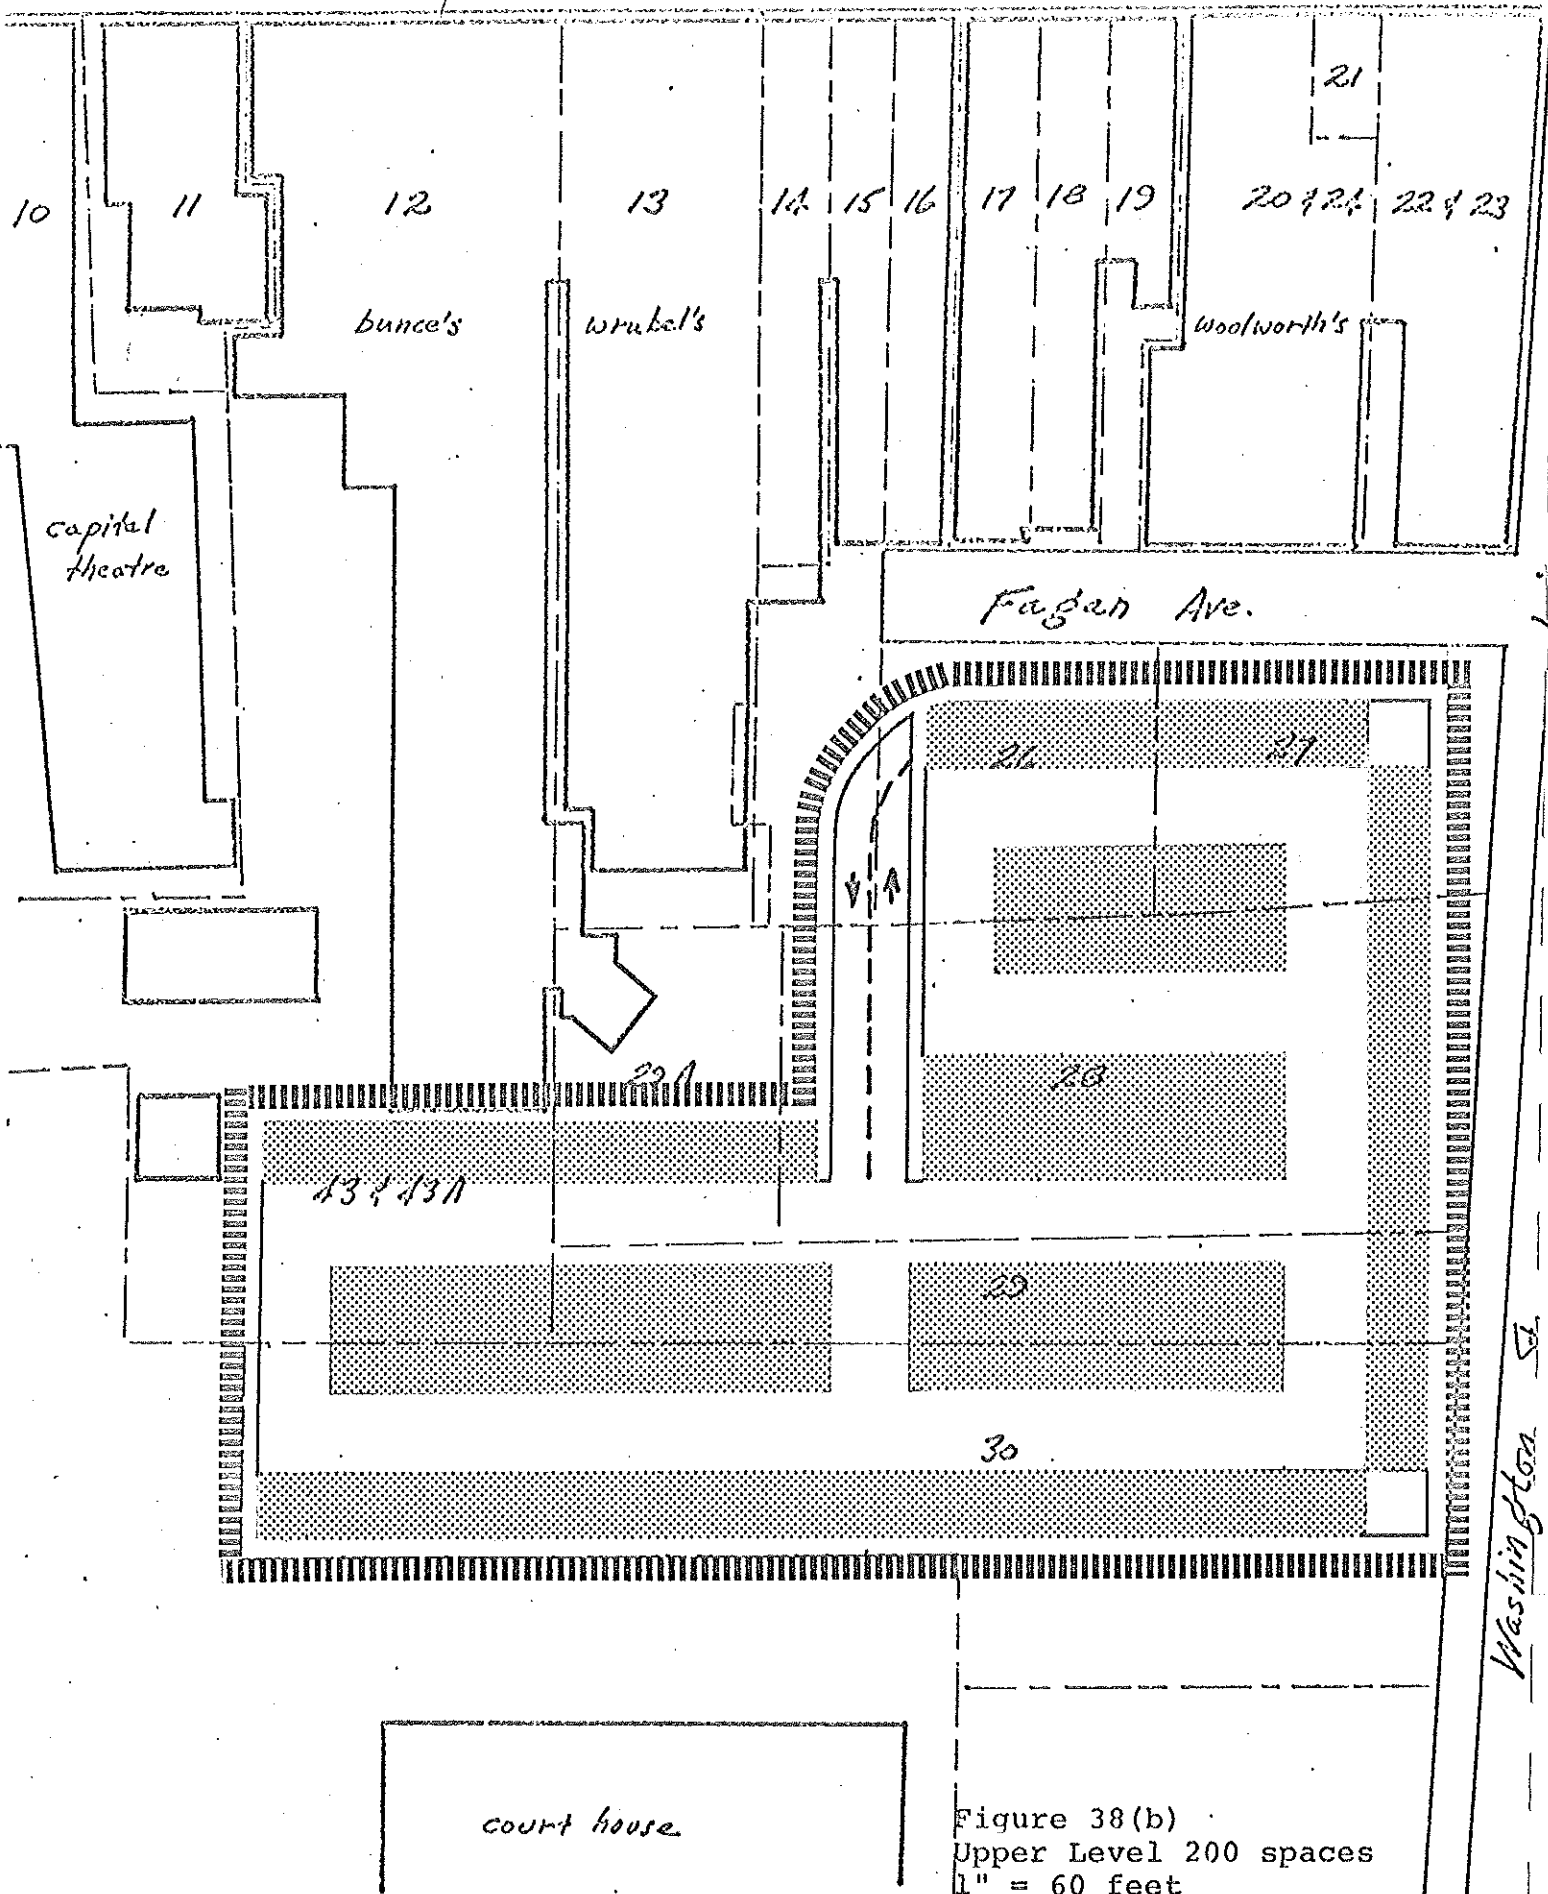 21
10 11 12 13 14 15 16 17 18 19 20 & 24 22 & 23
bunce's wrubel's woolworth's
capital
theatre
Fagan Ave.
26 27
28
29A
43 & 43A
29
30
Washington St
court house
Figure 38(b)
Upper Level 200 spaces
1" = 60 feet